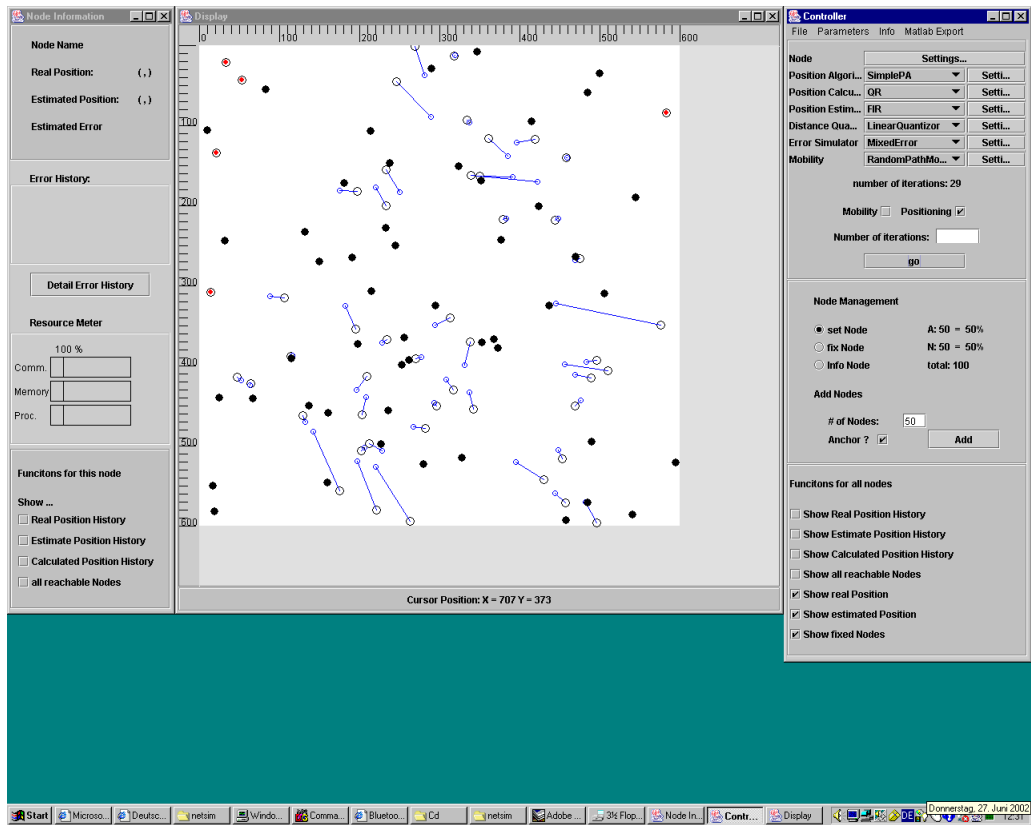 Node Information
Node Name
Real Position: (,)
Estimated Position: (,)
Estimated Error
Error History:
Detail Error History
Resource Meter
100 %
Comm.
Memory
Proc.
Funcitons for this node
Show ...
Real Position History
Estimate Position History
Calculated Position History
all reachable Nodes
Display
0 100 200 300 400 500 600
100
200
300
400
500
600
Cursor Position: X = 707 Y = 373
Controller
File Parameters Info Matlab Export
Node Settings...
Position Algori... SimplePA Setti...
Position Calcu... QR Setti...
Position Estim... FIR Setti...
Distance Qua... LinearQuantizor Setti...
Error Simulator MixedError Setti...
Mobility RandomPathMo... Setti...
number of iterations: 29
Mobility Positioning
Number of iterations:
go
Node Management
set Node A: 50 = 50%
fix Node N: 50 = 50%
Info Node total: 100
Add Nodes
# of Nodes: 50
Anchor ? Add
Funcitons for all nodes
Show Real Position History
Show Estimate Position History
Show Calculated Position History
Show all reachable Nodes
Show real Position
Show estimated Position
Show fixed Nodes
Donnerstag, 27. Juni 2002
Start Microso... Deutsc... netsim Windo... Comma... Bluetoo... Cd netsim Adobe ... 3½ Flop... Node In... Contr... Display DE 12:31